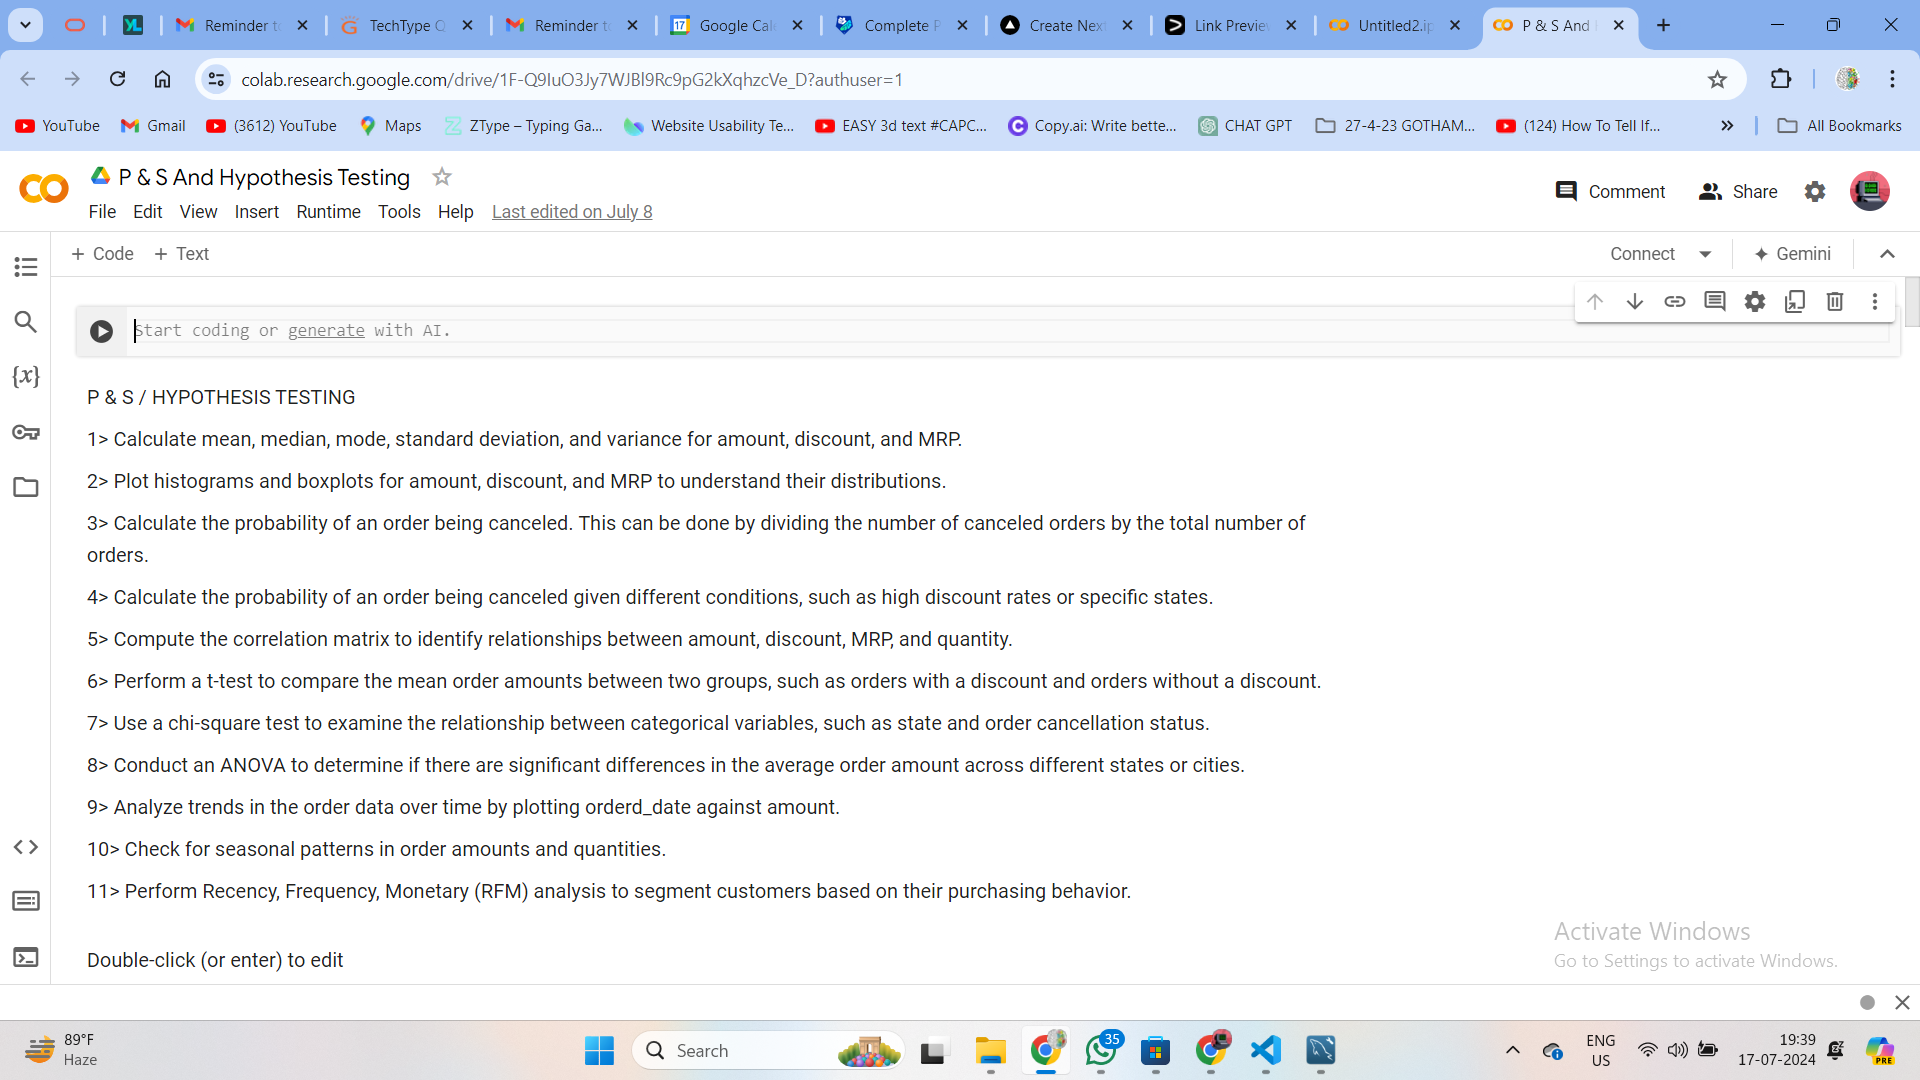 Reminder to
TechType Q
Reminder to
Google Cal
Complete P
Create Next
Link Preview
Untitled2.ip
P & S And H
colab.research.google.com/drive/1F-Q9IuO3Jy7WJBl9Rc9pG2kXqhzcVe_D?authuser=1
YouTube
Gmail
(3612) YouTube
Maps
ZType – Typing Ga...
Website Usability Te...
EASY 3d text #CAPC...
Copy.ai: Write bette...
CHAT GPT
27-4-23 GOTHAM...
(124) How To Tell If...
All Bookmarks
P & S And Hypothesis Testing
Comment
Share
File Edit View Insert Runtime Tools Help Last edited on July 8
+ Code + Text
Connect
Gemini
Start coding or generate with AI.
P & S / HYPOTHESIS TESTING
1> Calculate mean, median, mode, standard deviation, and variance for amount, discount, and MRP.
2> Plot histograms and boxplots for amount, discount, and MRP to understand their distributions.
3> Calculate the probability of an order being canceled. This can be done by dividing the number of canceled orders by the total number of
orders.
4> Calculate the probability of an order being canceled given different conditions, such as high discount rates or specific states.
5> Compute the correlation matrix to identify relationships between amount, discount, MRP, and quantity.
6> Perform a t-test to compare the mean order amounts between two groups, such as orders with a discount and orders without a discount.
7> Use a chi-square test to examine the relationship between categorical variables, such as state and order cancellation status.
8> Conduct an ANOVA to determine if there are significant differences in the average order amount across different states or cities.
9> Analyze trends in the order data over time by plotting orderd_date against amount.
10> Check for seasonal patterns in order amounts and quantities.
11> Perform Recency, Frequency, Monetary (RFM) analysis to segment customers based on their purchasing behavior.
Double-click (or enter) to edit
Activate Windows
Go to Settings to activate Windows.
89°F
Haze
Search
35
ENG
US
19:39
17-07-2024
PRE